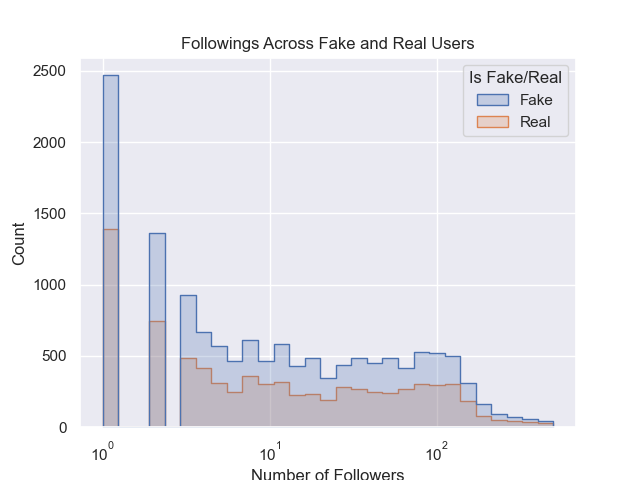 Followings Across Fake and Real Users
Is Fake/Real
Fake
Real
2500
2000
1500
1000
500
0
Count
10^0
10^1
10^2
Number of Followers